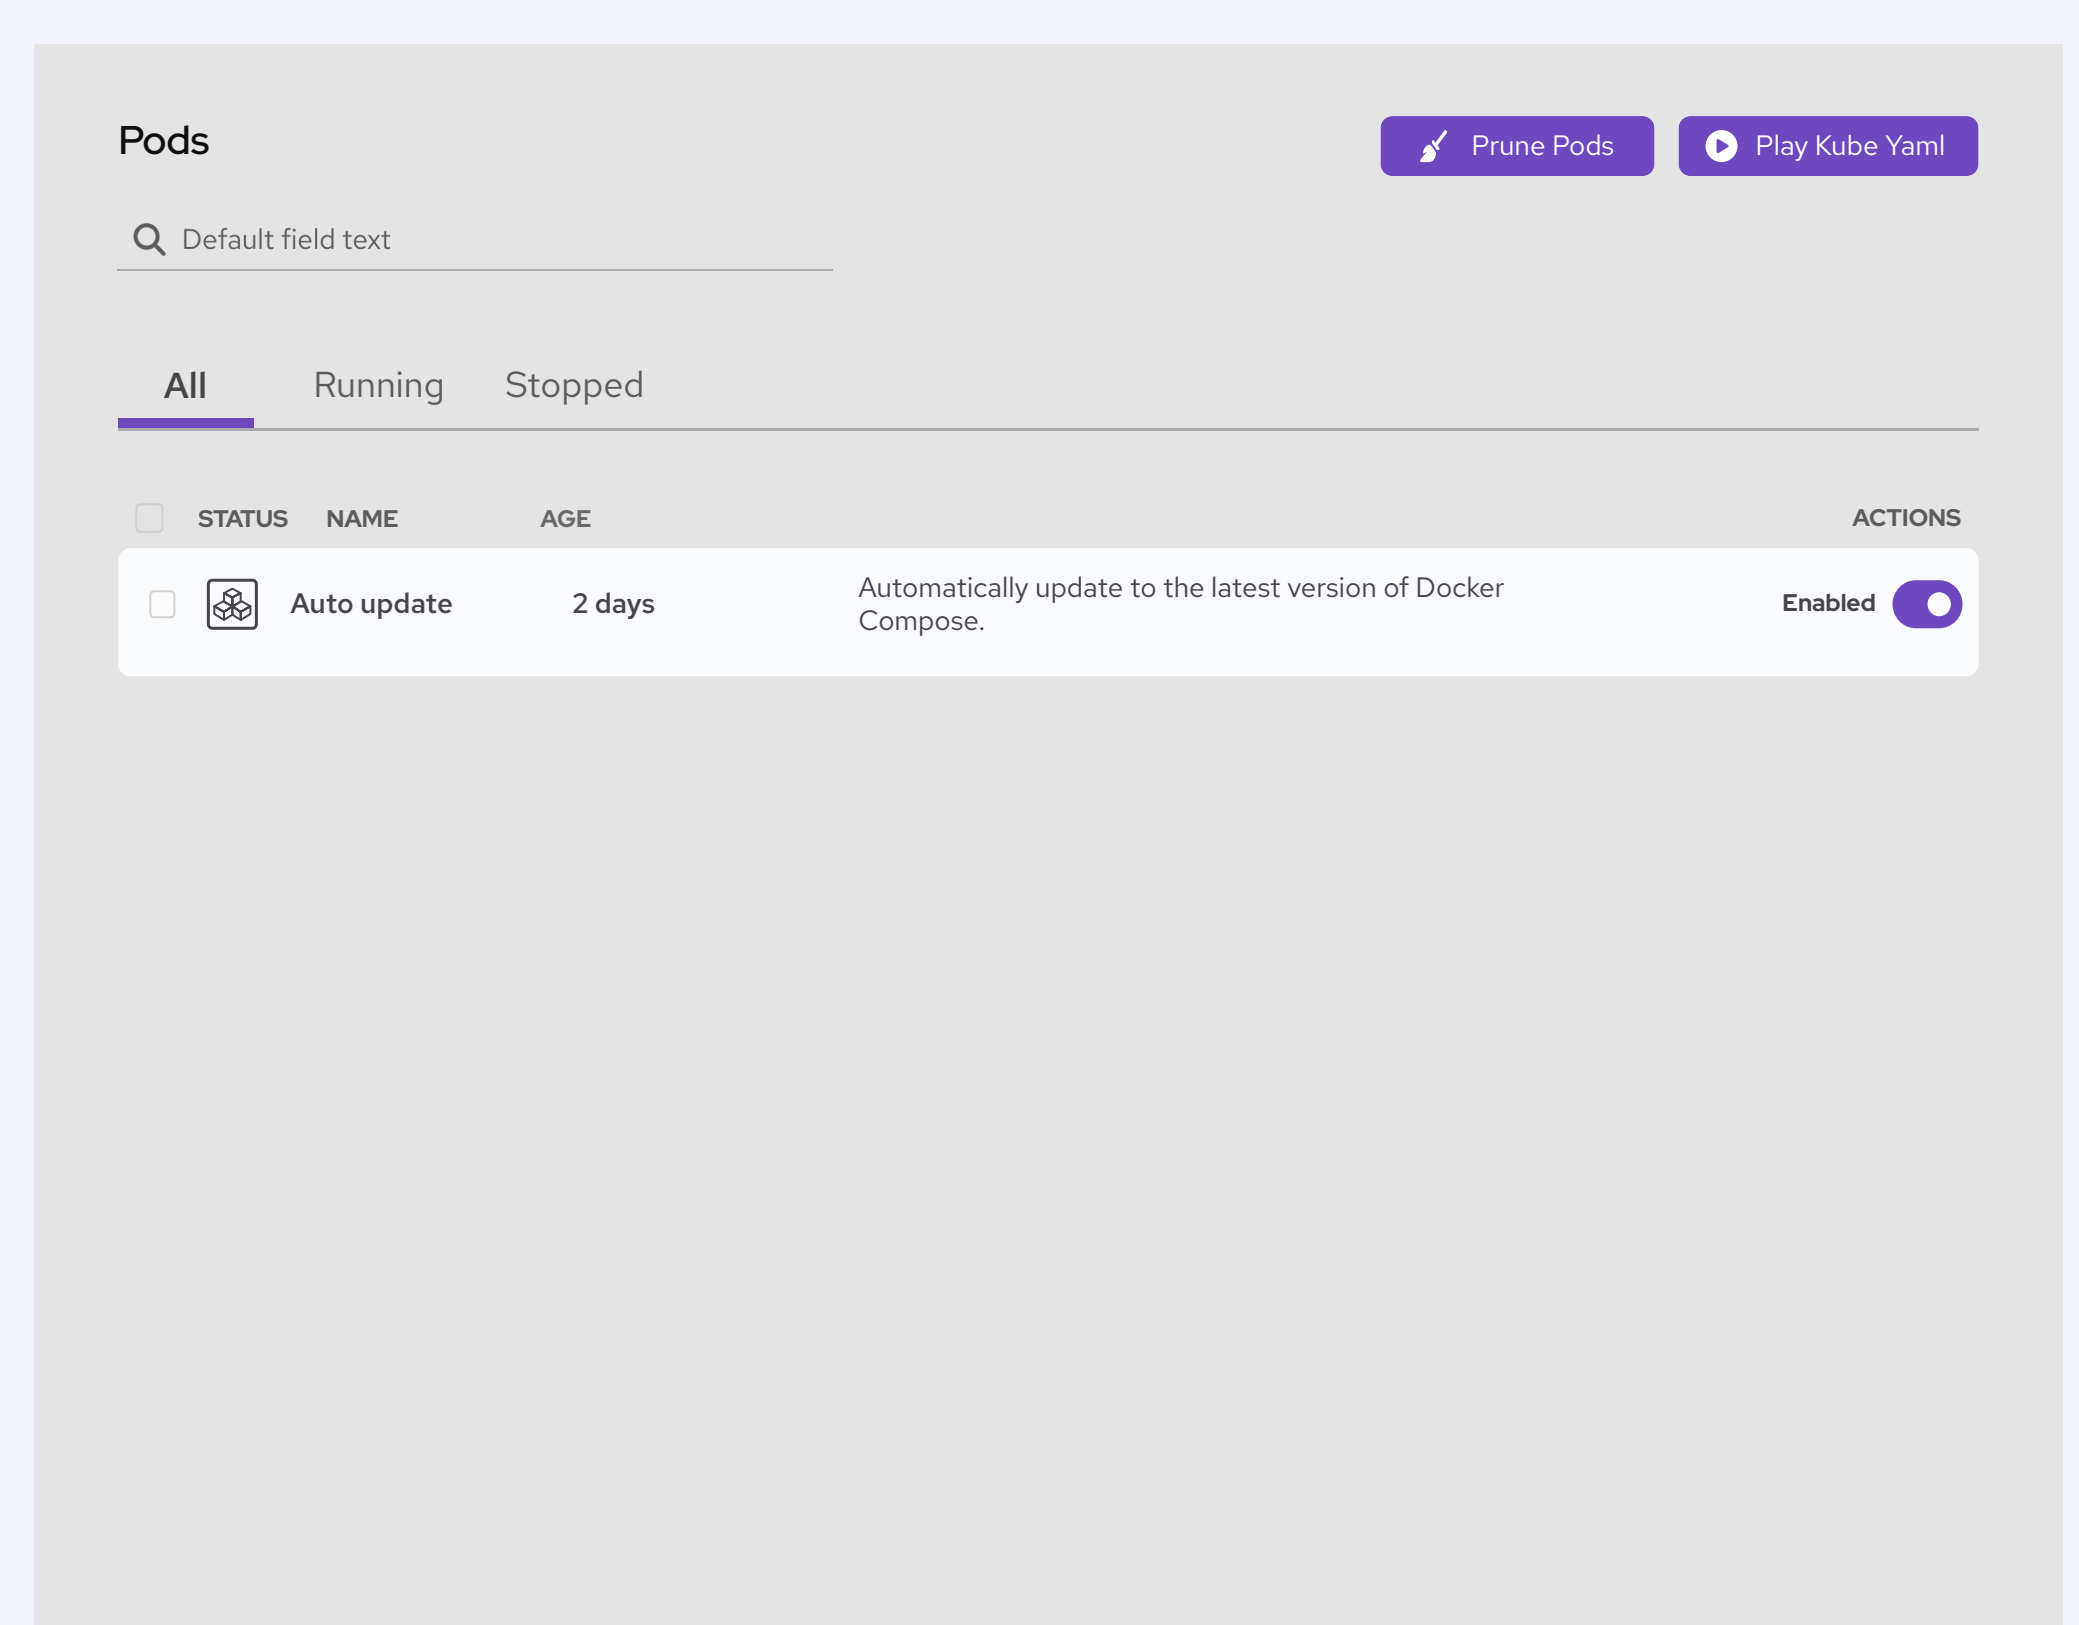 Pods
Prune Pods
Play Kube Yaml
Default field text
All
Running
Stopped
STATUS
NAME
AGE
ACTIONS
Auto update
2 days
Automatically update to the latest version of Docker
Compose.
Enabled